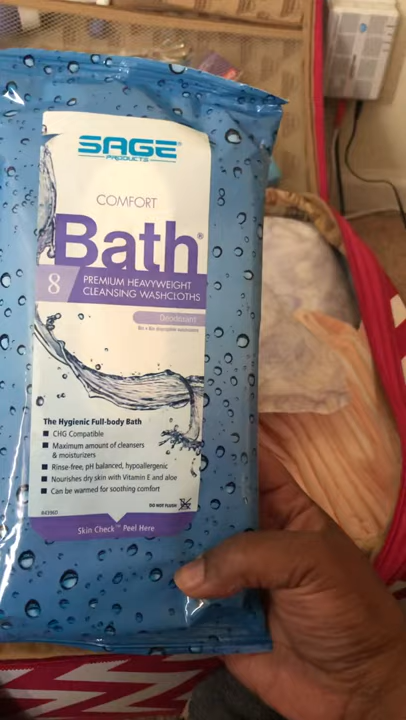 SAGE®
PRODUCTS
COMFORT
Bath®
8 PREMIUM HEAVYWEIGHT
CLEANSING WASHCLOTHS
Deodorant
The Hygienic Full-body Bath
■ CHG Compatible
■ Maximum amount of cleansers
& moisturizers
■ Rinse-free, pH balanced, hypoallergenic
■ Nourishes dry skin with Vitamin E and aloe
■ Can be warmed for soothing comfort
DO NOT FLUSH
Skin Check™ Peel Here